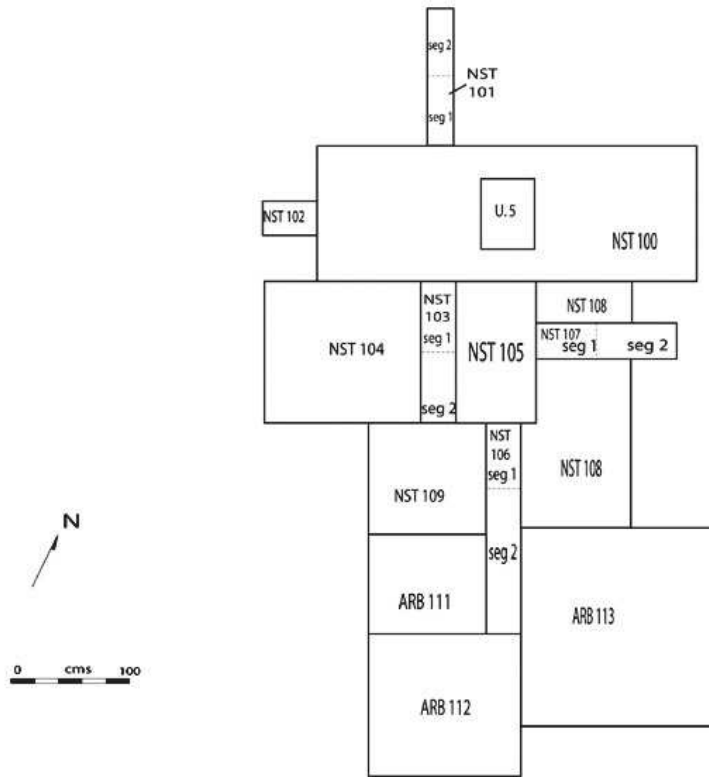 seg 2
NST
101
seg 1
NST 102
U. 5
NST 100
NST
103
seg 1
NST 108
NST 104
NST 105
NST 107
seg 1
seg 2
seg 2
NST
106
seg 1
NST 109
NST 108
N
seg 2
ARB 111
ARB 113
0 cms 100
ARB 112